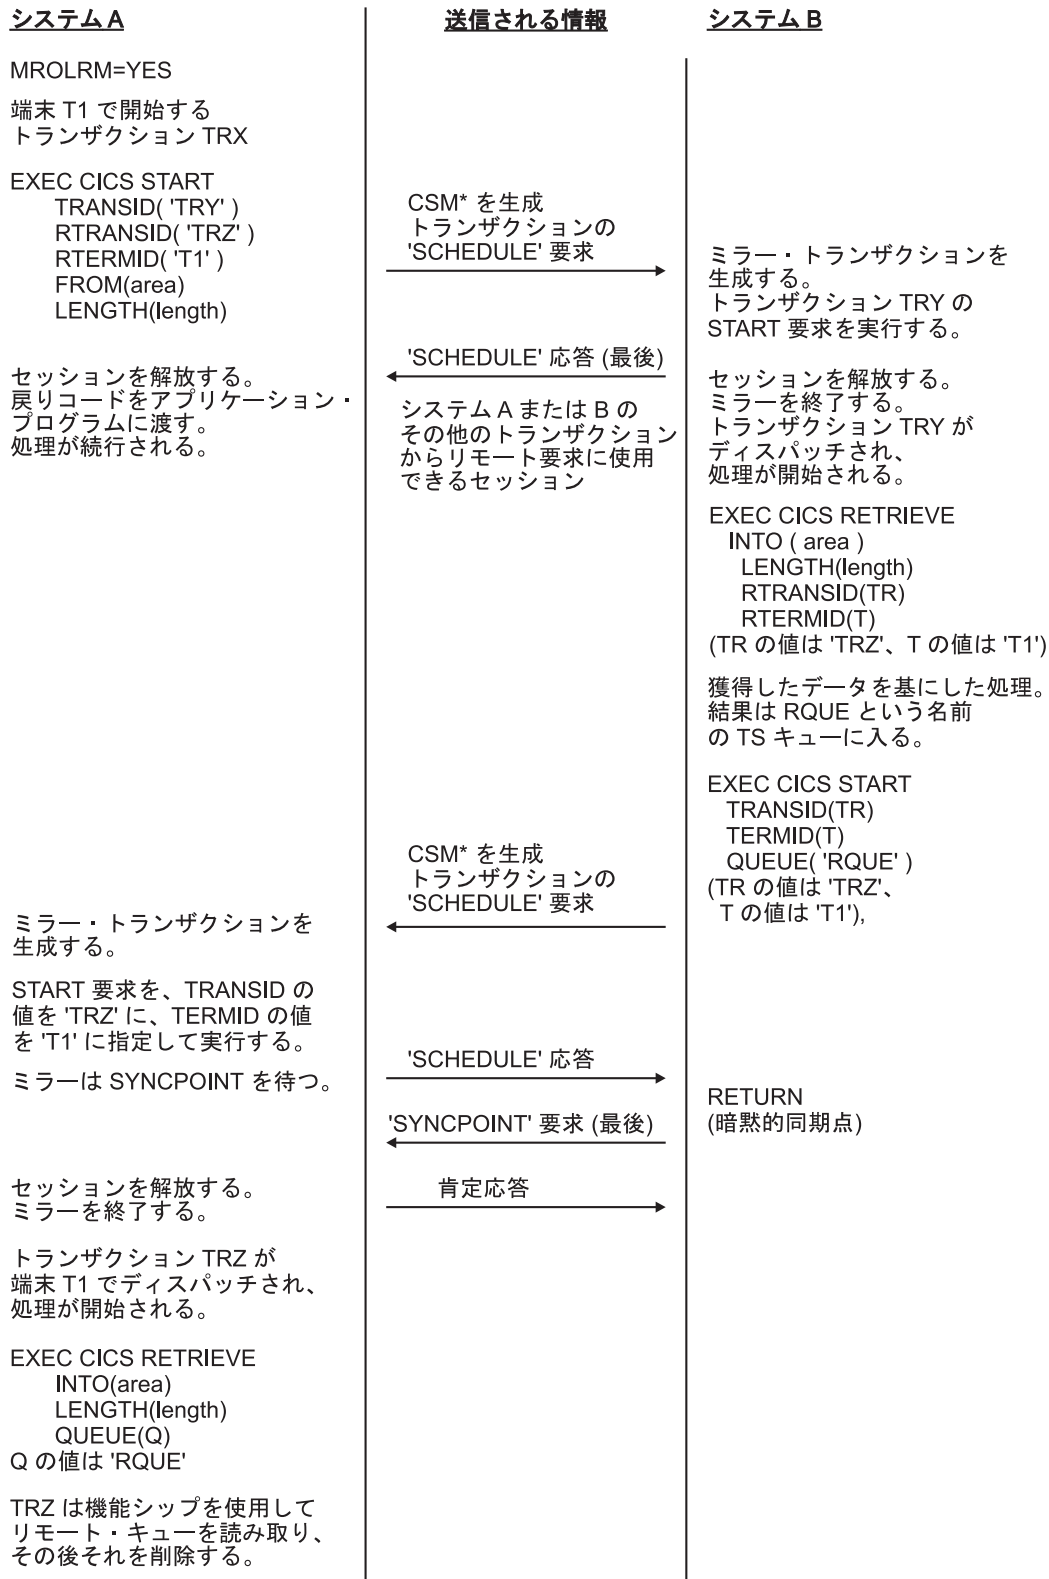 システム A
送信される情報
システム B
MROLRM=YES
端末 T1 で開始する
トランザクション TRX
EXEC CICS START
TRANSID( 'TRY' )
RTRANSID( 'TRZ' )
RTERMID( 'T1' )
FROM(area)
LENGTH(length)
CSM* を生成
トランザクションの
'SCHEDULE' 要求
ミラー・トランザクションを
生成する。
トランザクション TRY の
START 要求を実行する。
'SCHEDULE' 応答 (最後)
セッションを解放する。
戻りコードをアプリケーション・
プログラムに渡す。
処理が続行される。
システム A または B の
その他のトランザクション
からリモート要求に使用
できるセッション
セッションを解放する。
ミラーを終了する。
トランザクション TRY が
ディスパッチされ、
処理が開始される。
EXEC CICS RETRIEVE
INTO ( area )
LENGTH(length)
RTRANSID(TR)
RTERMID(T)
(TR の値は 'TRZ'、T の値は 'T1')
獲得したデータを基にした処理。
結果は RQUE という名前
の TS キューに入る。
EXEC CICS START
TRANSID(TR)
TERMID(T)
QUEUE( 'RQUE' )
(TR の値は 'TRZ'、
T の値は 'T1'),
CSM* を生成
トランザクションの
'SCHEDULE' 要求
ミラー・トランザクションを
生成する。
START 要求を、TRANSID の
値を 'TRZ' に、TERMID の値
を 'T1' に指定して実行する。
ミラーは SYNCPOINT を待つ。
'SCHEDULE' 応答
RETURN
(暗黙的同期点)
'SYNCPOINT' 要求 (最後)
セッションを解放する。
ミラーを終了する。
肯定応答
トランザクション TRZ が
端末 T1 でディスパッチされ、
処理が開始される。
EXEC CICS RETRIEVE
INTO(area)
LENGTH(length)
QUEUE(Q)
Q の値は 'RQUE'
TRZ は機能シップを使用して
リモート・キューを読み取り、
その後それを削除する。